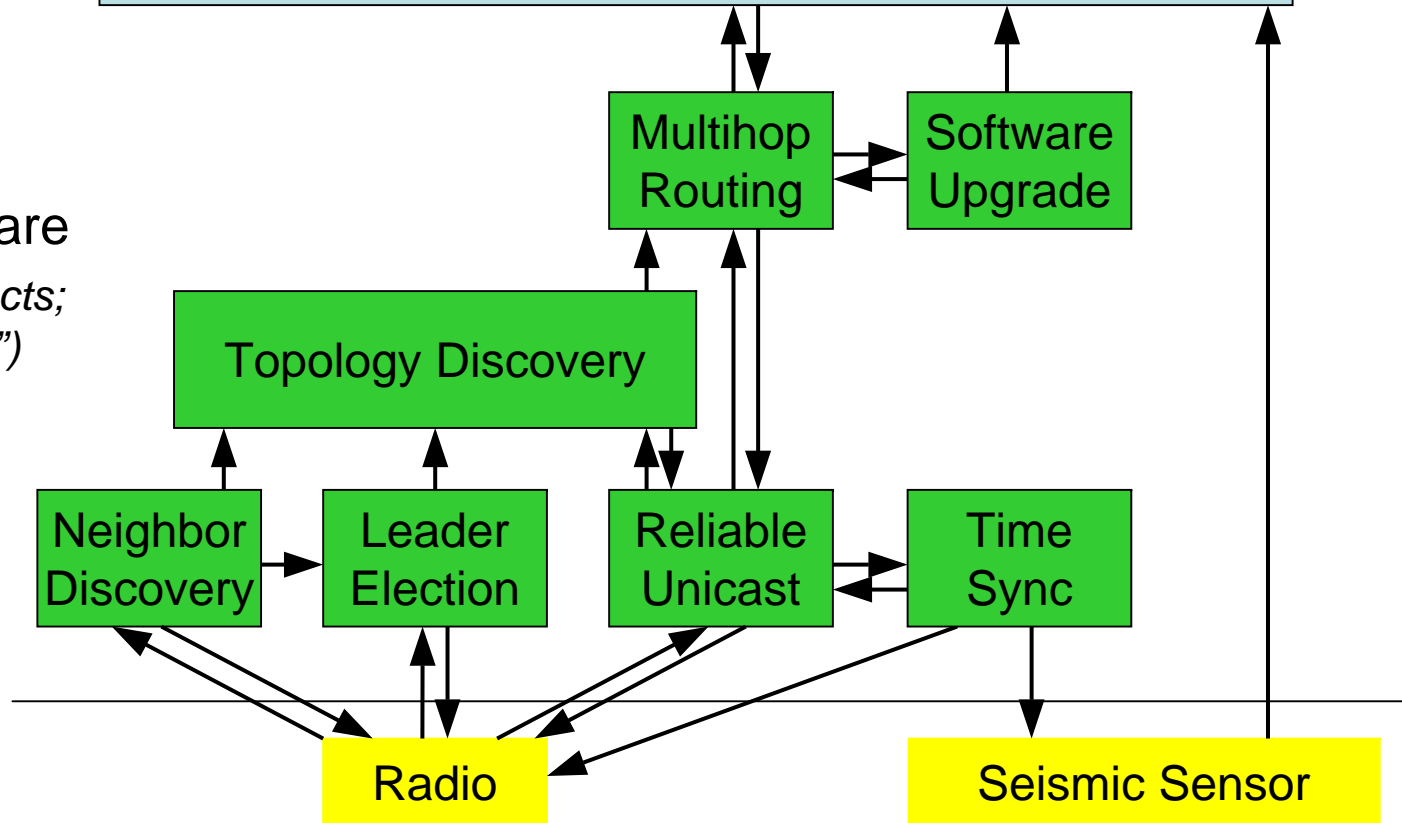 Multihop
Routing
Software
Upgrade
are
cts;
”)
Topology Discovery
Neighbor
Discovery
Leader
Election
Reliable
Unicast
Time
Sync
Radio
Seismic Sensor